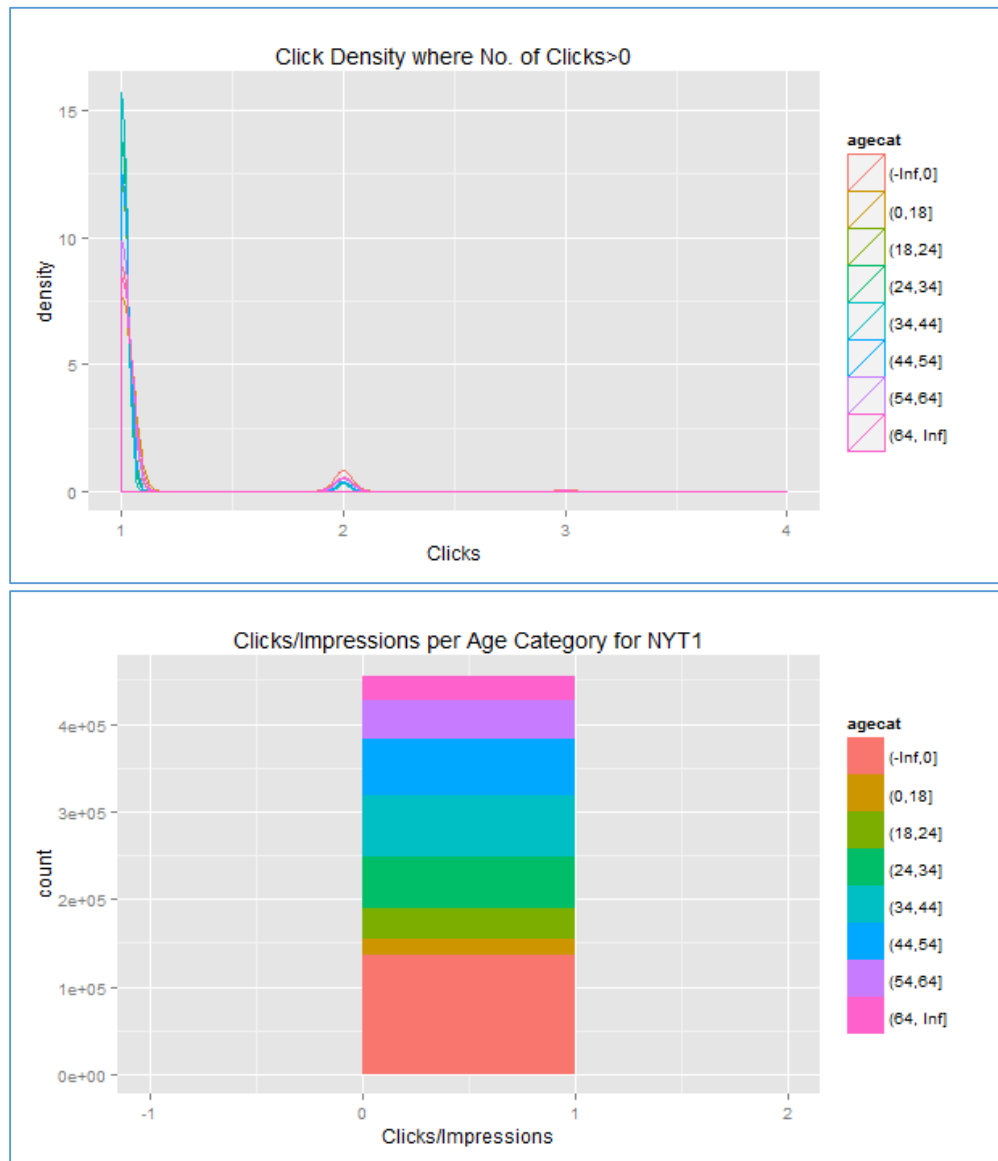 Click Density where No. of Clicks>0
15
10
5
0
density
1 2 3 4
Clicks
agecat
(-Inf,0]
(0,18]
(18,24]
(24,34]
(34,44]
(44,54]
(54,64]
(64, Inf]
Clicks/Impressions per Age Category for NYT1
4e+05
3e+05
2e+05
1e+05
0e+00
count
-1 0 1 2
Clicks/Impressions
agecat
(-Inf,0]
(0,18]
(18,24]
(24,34]
(34,44]
(44,54]
(54,64]
(64, Inf]